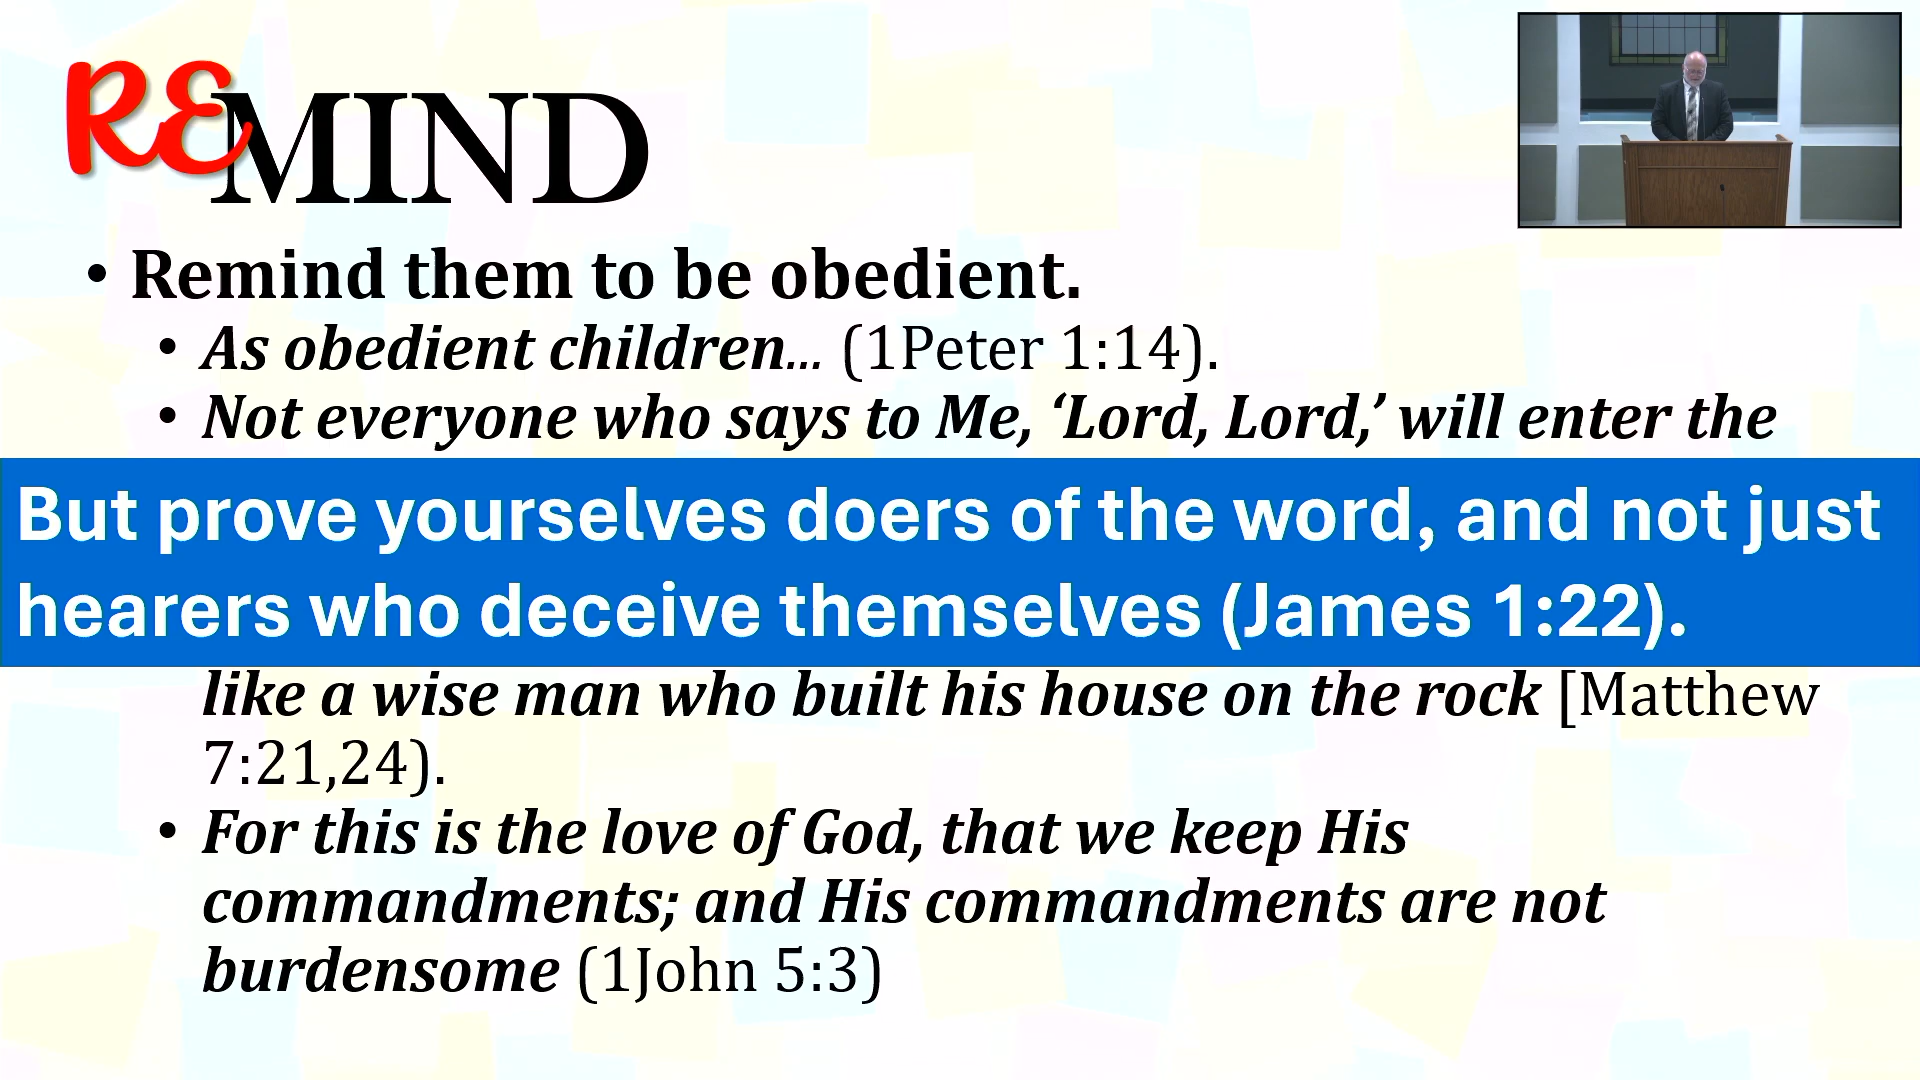 REMIND
• Remind them to be obedient.
• As obedient children... (1Peter 1:14).
• Not everyone who says to Me, ‘Lord, Lord,’ will enter the
But prove yourselves doers of the word, and not just
hearers who deceive themselves (James 1:22).
like a wise man who built his house on the rock [Matthew
7:21,24).
• For this is the love of God, that we keep His
commandments; and His commandments are not
burdensome (1John 5:3)